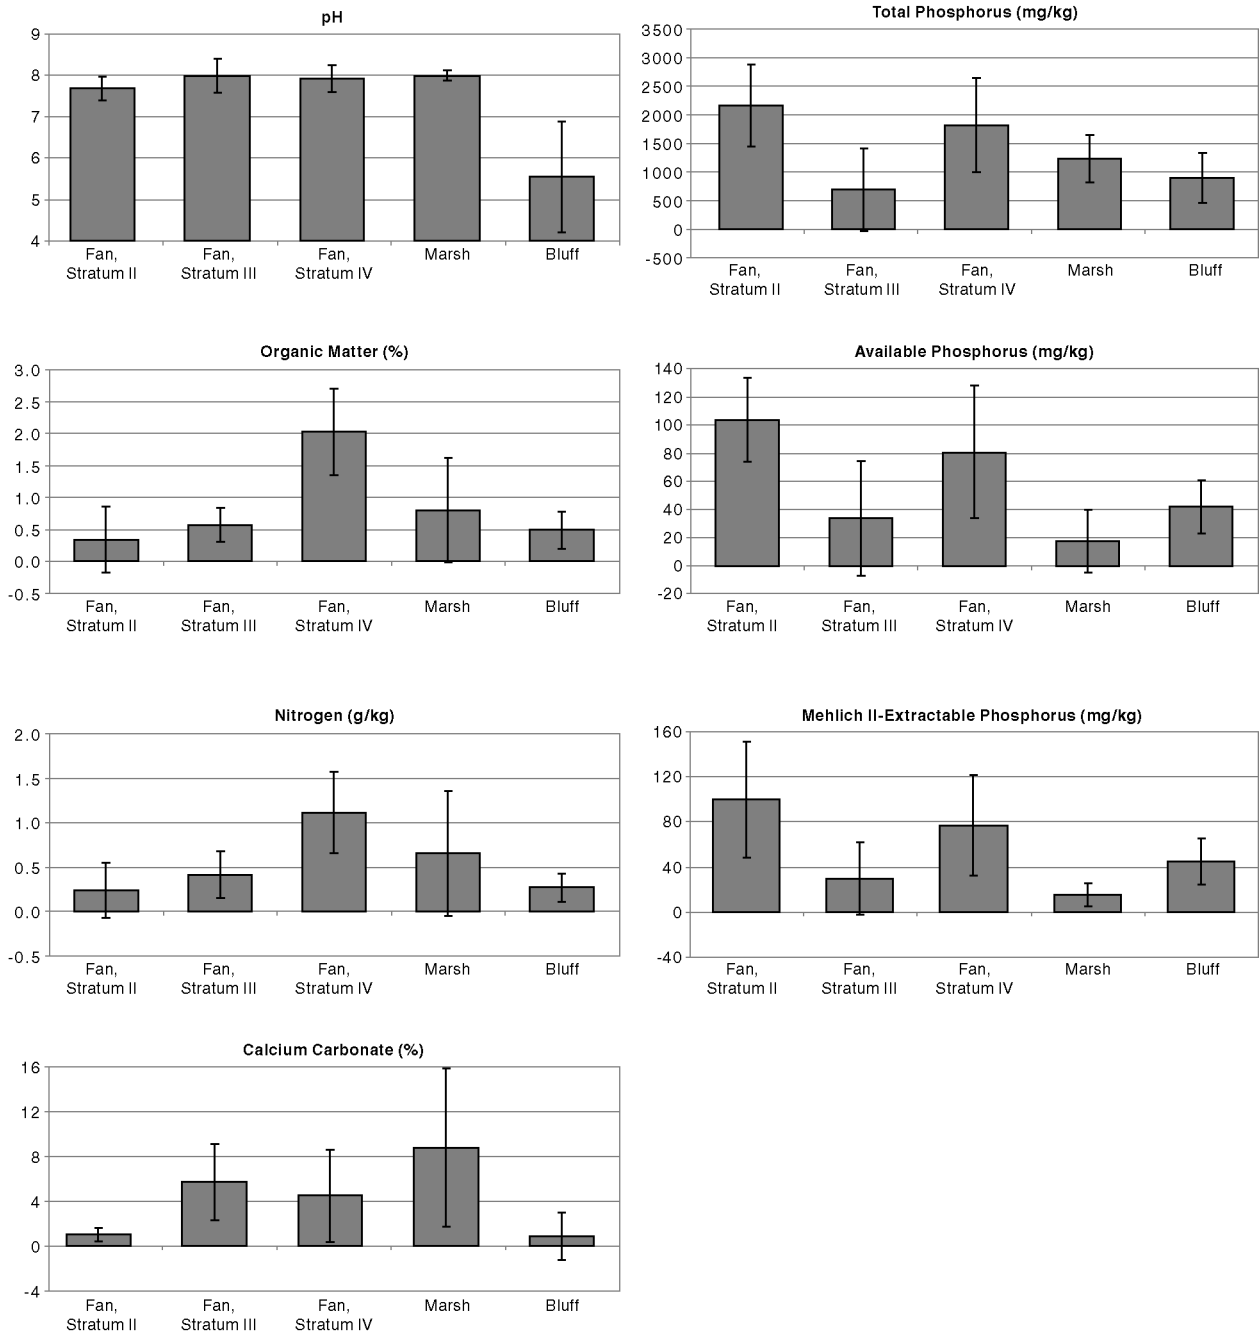 pH
9
8
7
6
5
4
Fan,
Stratum II
Fan,
Stratum III
Fan,
Stratum IV
Marsh
Bluff
Total Phosphorus (mg/kg)
3500
3000
2500
2000
1500
1000
500
0
-500
Fan,
Stratum II
Fan,
Stratum III
Fan,
Stratum IV
Marsh
Bluff
Organic Matter (%)
3.0
2.5
2.0
1.5
1.0
0.5
0.0
-0.5
Fan,
Stratum II
Fan,
Stratum III
Fan,
Stratum IV
Marsh
Bluff
Available Phosphorus (mg/kg)
140
120
100
80
60
40
20
0
-20
Fan,
Stratum II
Fan,
Stratum III
Fan,
Stratum IV
Marsh
Bluff
Nitrogen (g/kg)
2.0
1.5
1.0
0.5
0.0
-0.5
Fan,
Stratum II
Fan,
Stratum III
Fan,
Stratum IV
Marsh
Bluff
Mehlich II-Extractable Phosphorus (mg/kg)
160
120
80
40
0
-40
Fan,
Stratum II
Fan,
Stratum III
Fan,
Stratum IV
Marsh
Bluff
Calcium Carbonate (%)
16
12
8
4
0
-4
Fan,
Stratum II
Fan,
Stratum III
Fan,
Stratum IV
Marsh
Bluff